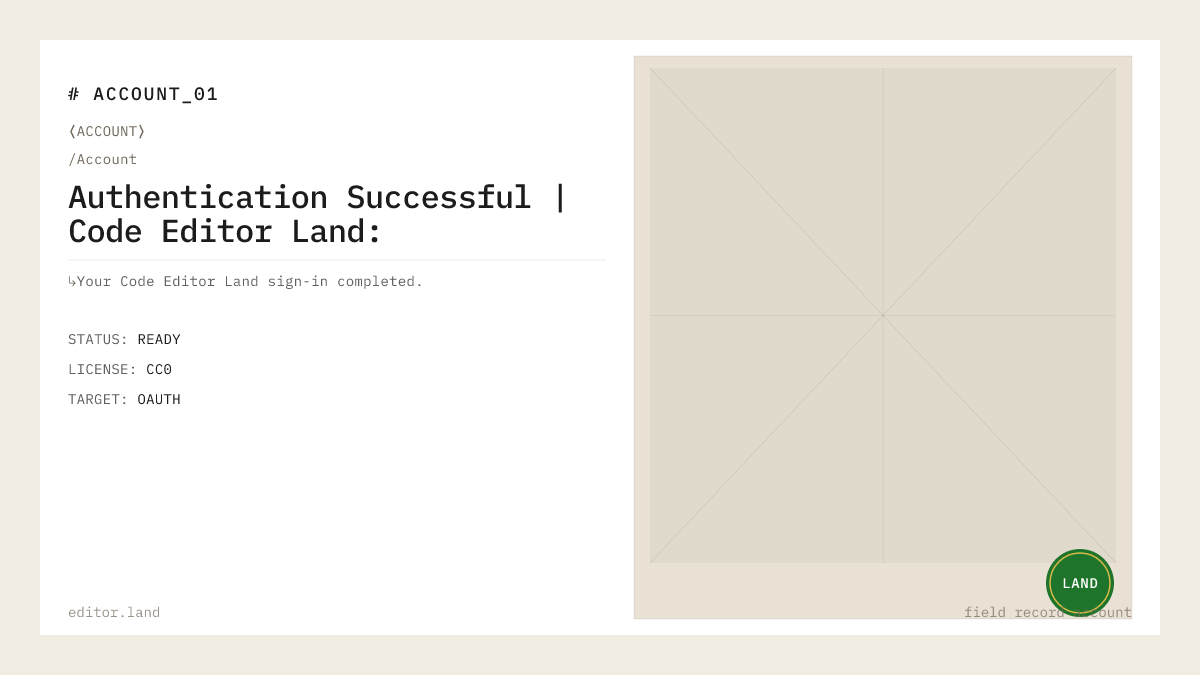 # ACCOUNT_01
⟨ACCOUNT⟩
/Account
Authentication Successful |
Code Editor Land:
↳Your Code Editor Land sign-in completed.
STATUS: READY
LICENSE: CC0
TARGET: OAUTH
LAND
editor.land
field record